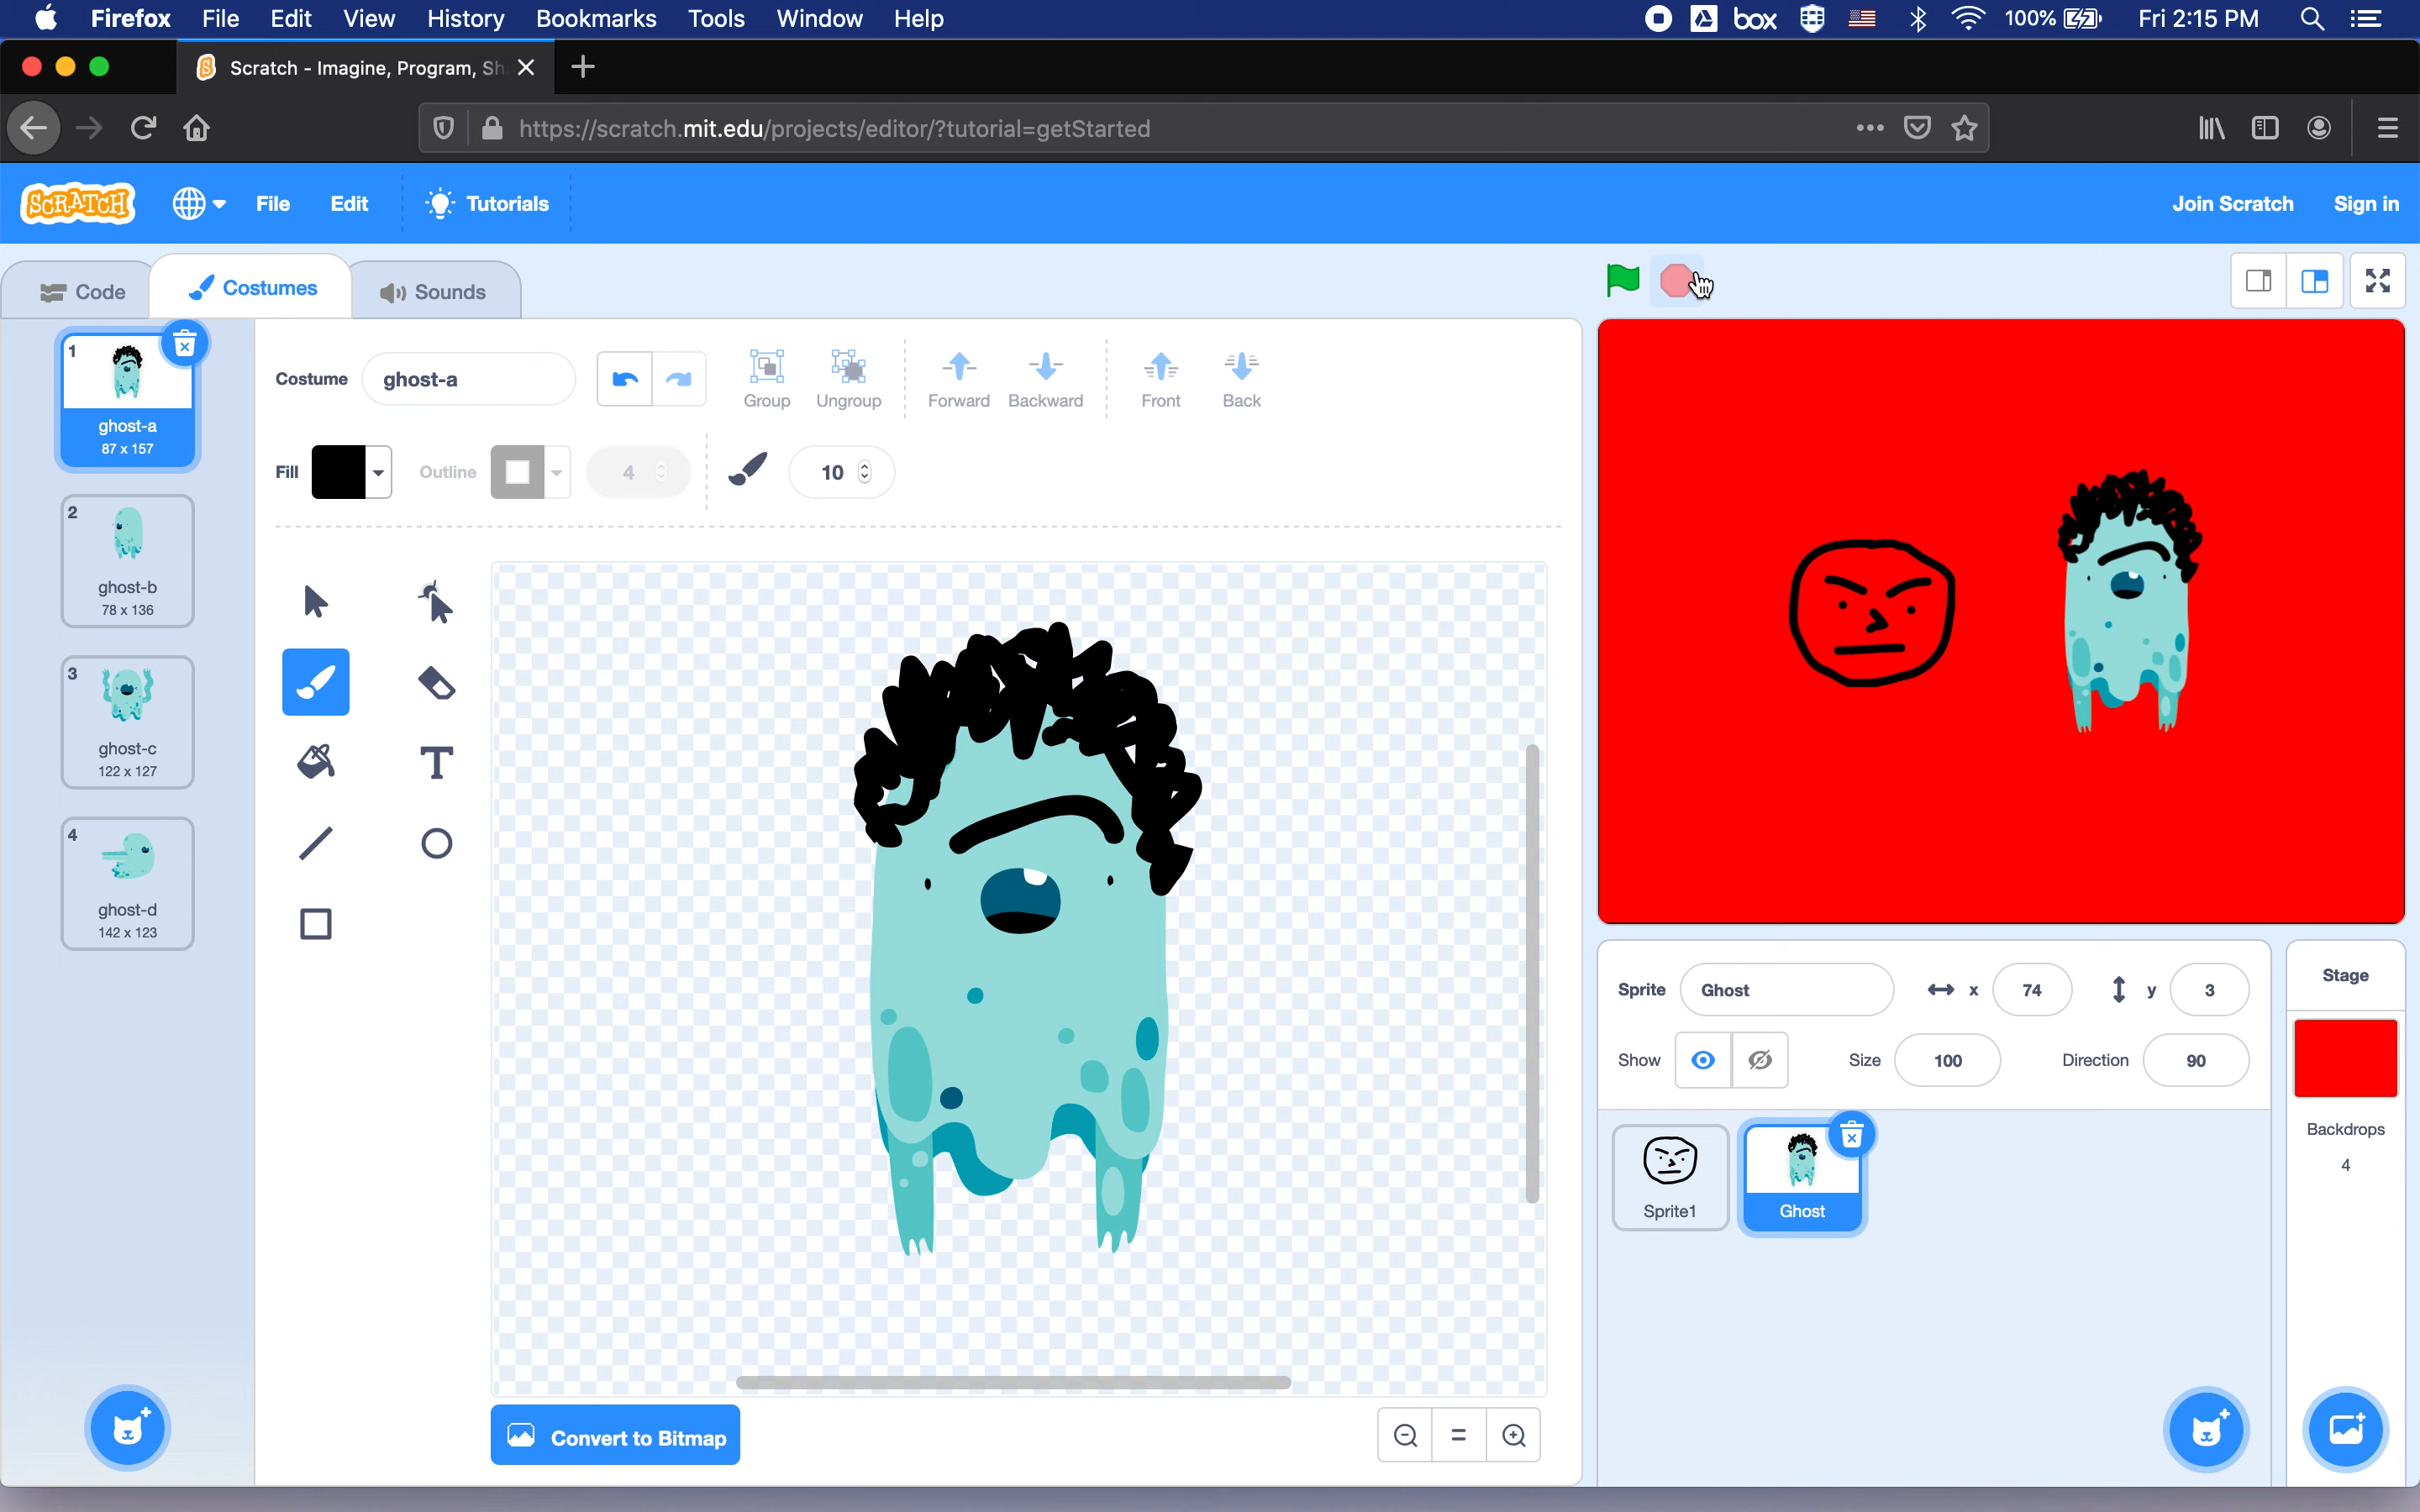 Firefox File Edit View History Bookmarks Tools Window Help box 100% Fri 2:15 PM
Scratch - Imagine, Program, Sh
https://scratch.mit.edu/projects/editor/?tutorial=getStarted
SCRATCH File Edit Tutorials Join Scratch Sign in
Code Costumes Sounds
1
ghost-a
87 x 157
2
ghost-b
78 x 136
3
ghost-c
122 x 127
4
ghost-d
142 x 123
Costume ghost-a Group Ungroup Forward Backward Front Back
Fill Outline 4 10
Convert to Bitmap
Sprite Ghost x 74 y 3
Show Size 100 Direction 90
Sprite1 Ghost
Stage
Backdrops
4